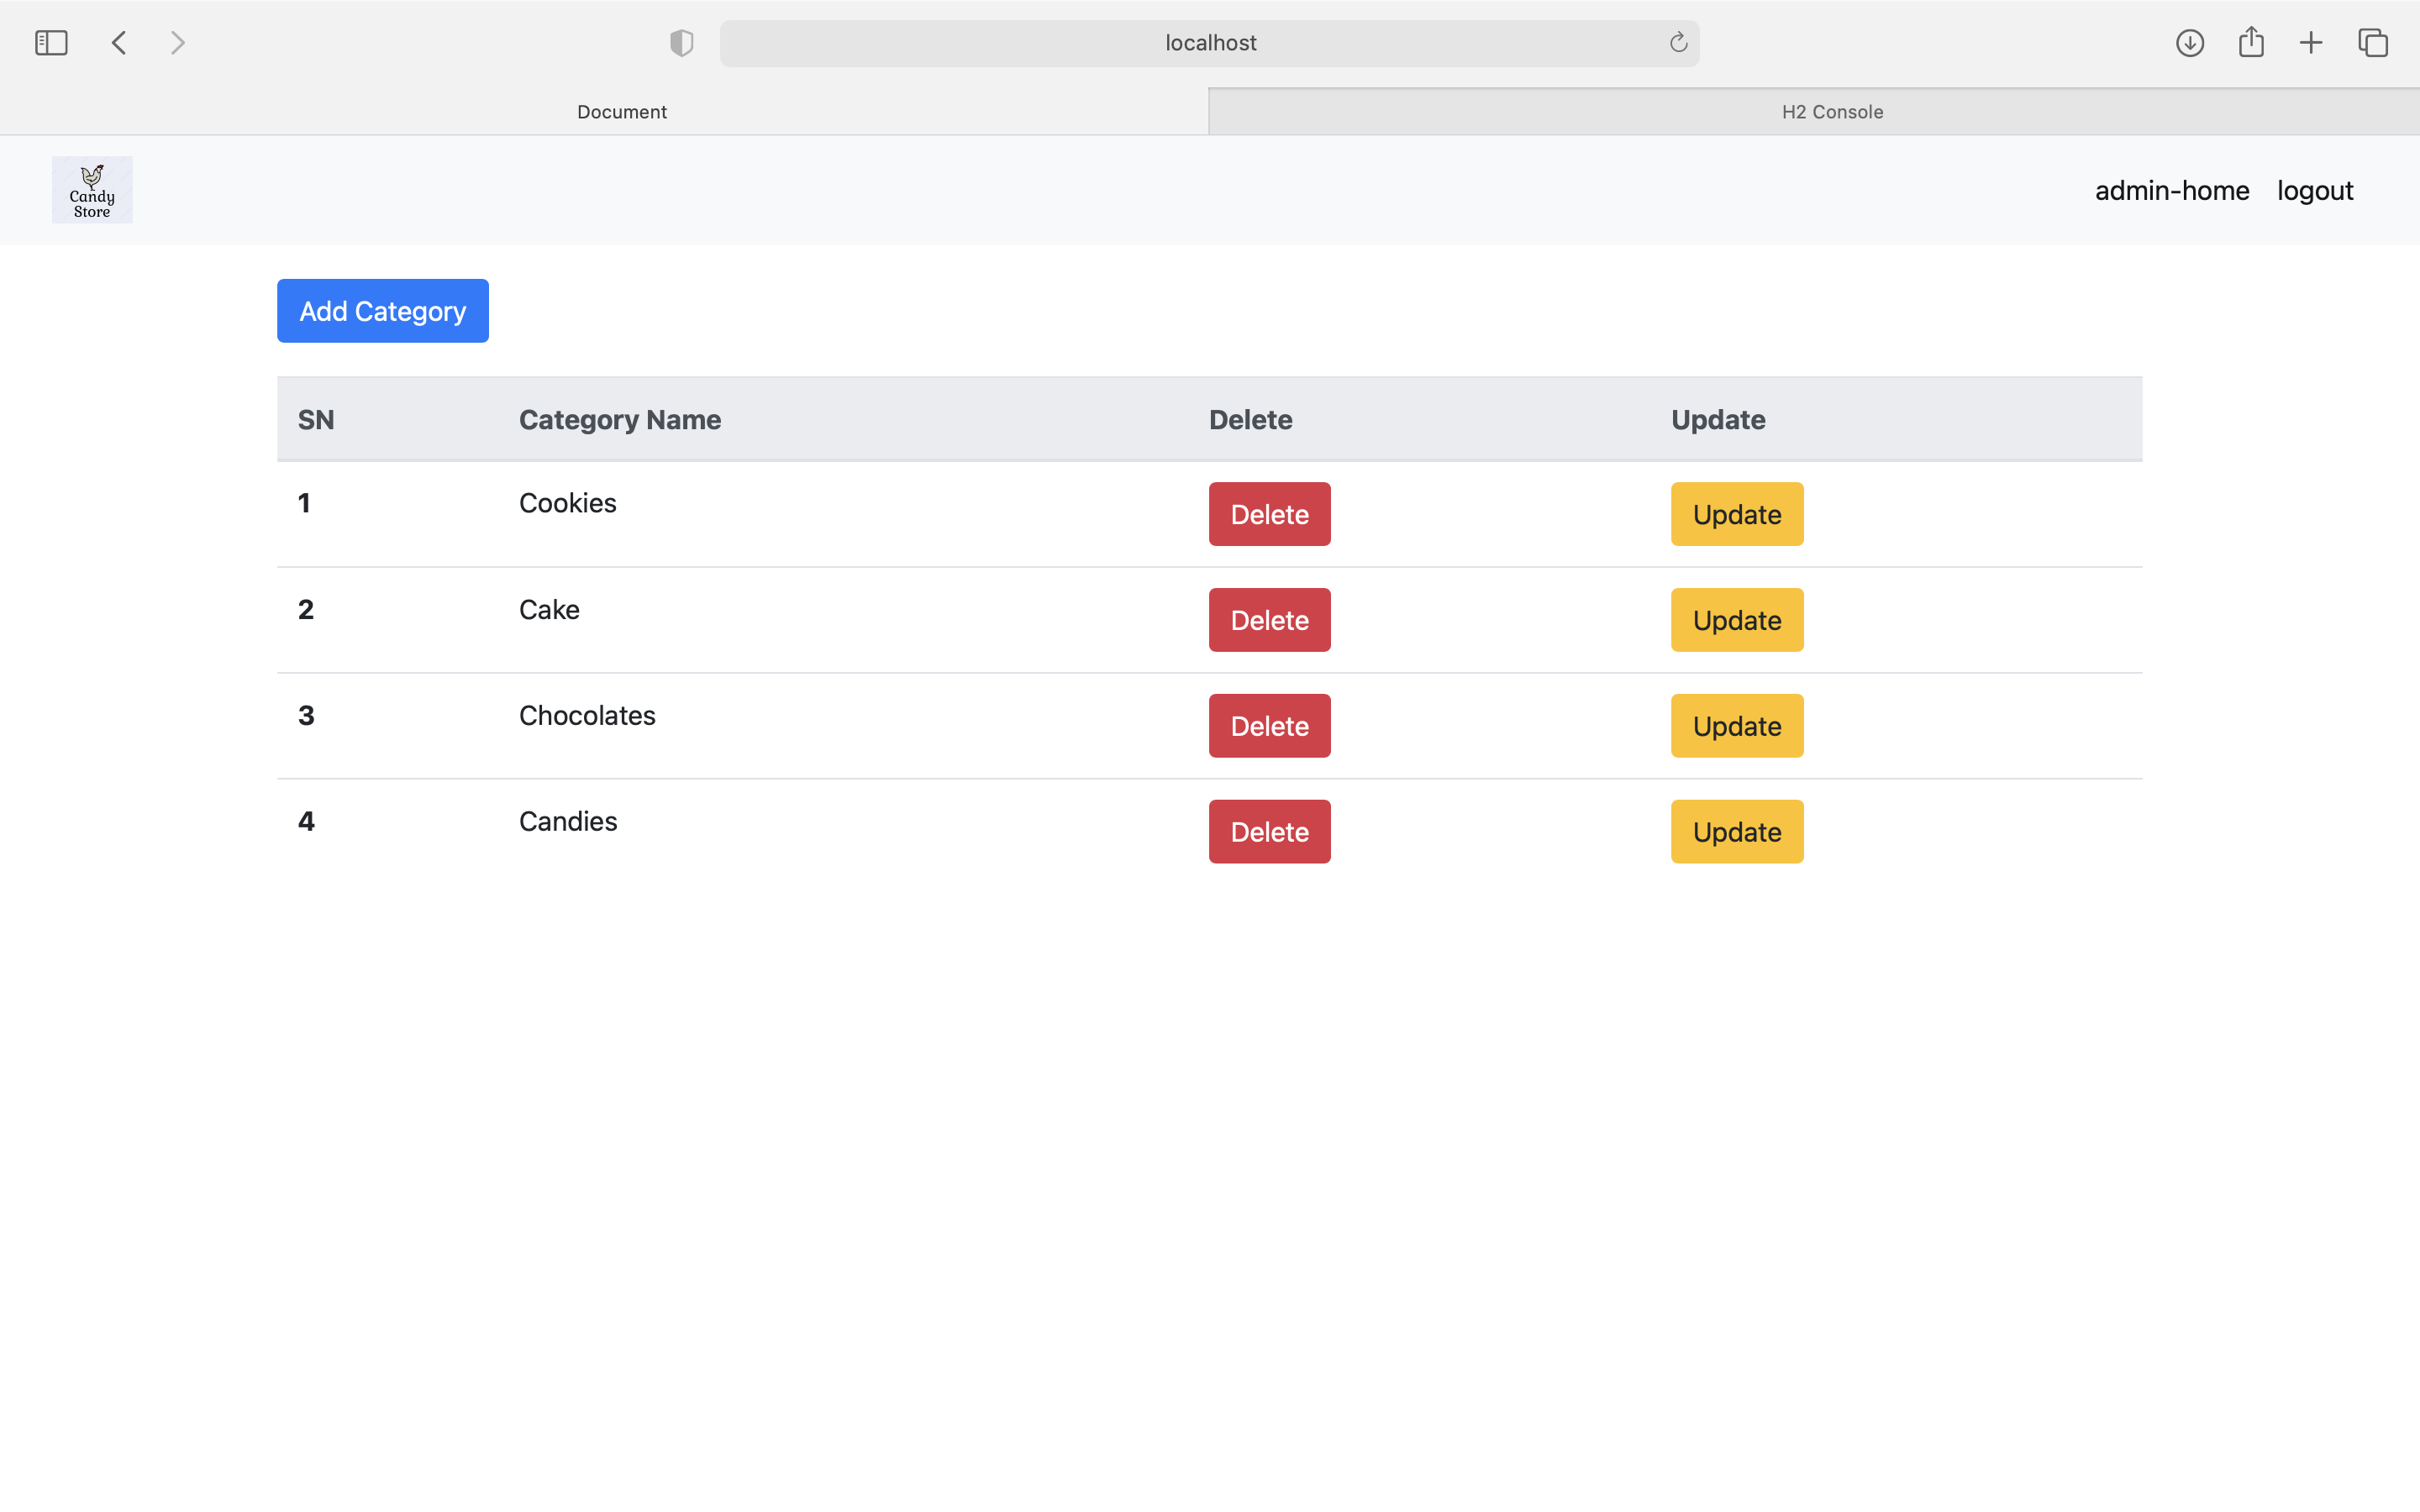 localhost
Document
H2 Console
Candy
Store
admin-home logout
Add Category
SN Category Name Delete Update
1 Cookies Delete Update
2 Cake Delete Update
3 Chocolates Delete Update
4 Candies Delete Update